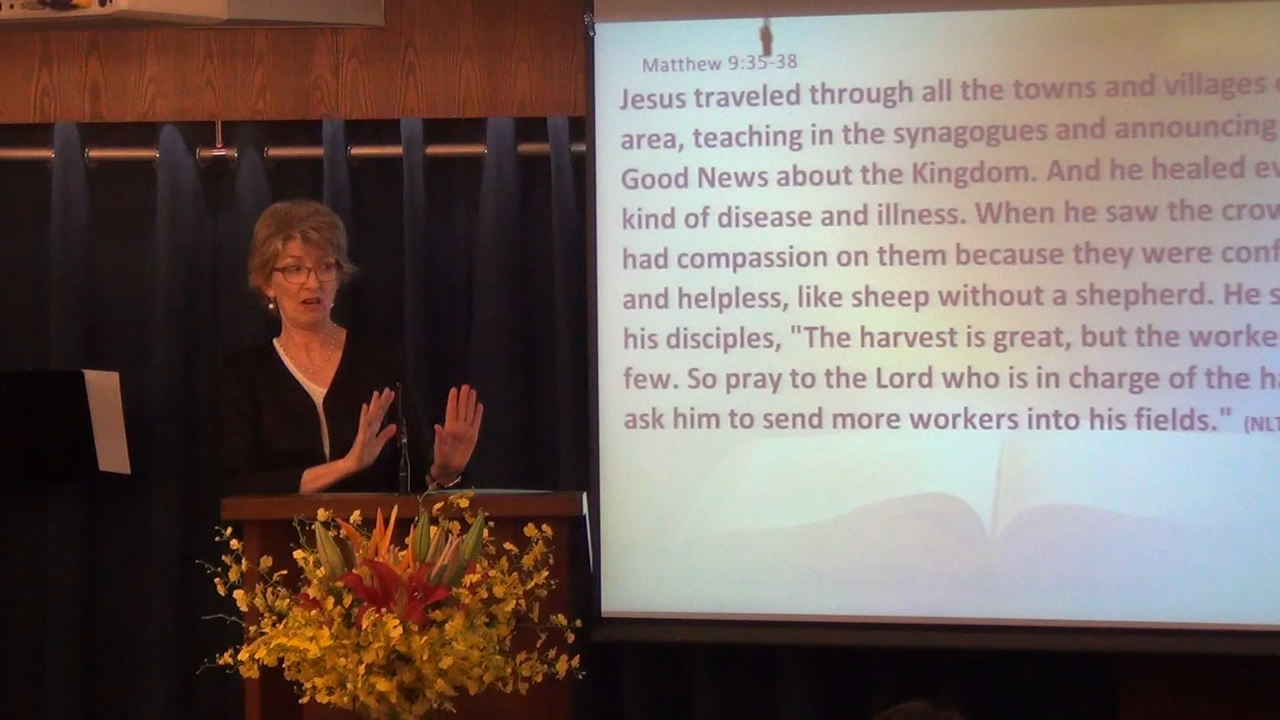 Matthew 9:35-38
Jesus traveled through all the towns and villages
area, teaching in the synagogues and announcing
Good News about the Kingdom. And he healed
kind of disease and illness. When he saw the
had compassion on them because they were
and helpless, like sheep without a shepherd. He
his disciples, "The harvest is great, but the
few. So pray to the Lord who is in charge of the
ask him to send more workers into his fields." (NLT